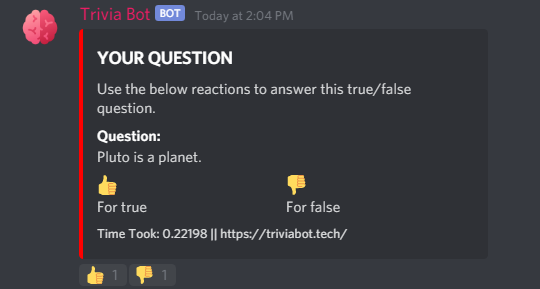 Trivia Bot BOT Today at 2:04 PM
YOUR QUESTION
Use the below reactions to answer this true/false
question.
Question:
Pluto is a planet.
👍 👎
For true For false
Time Took: 0.22198 || https://triviabot.tech/
👍 1 👎 1